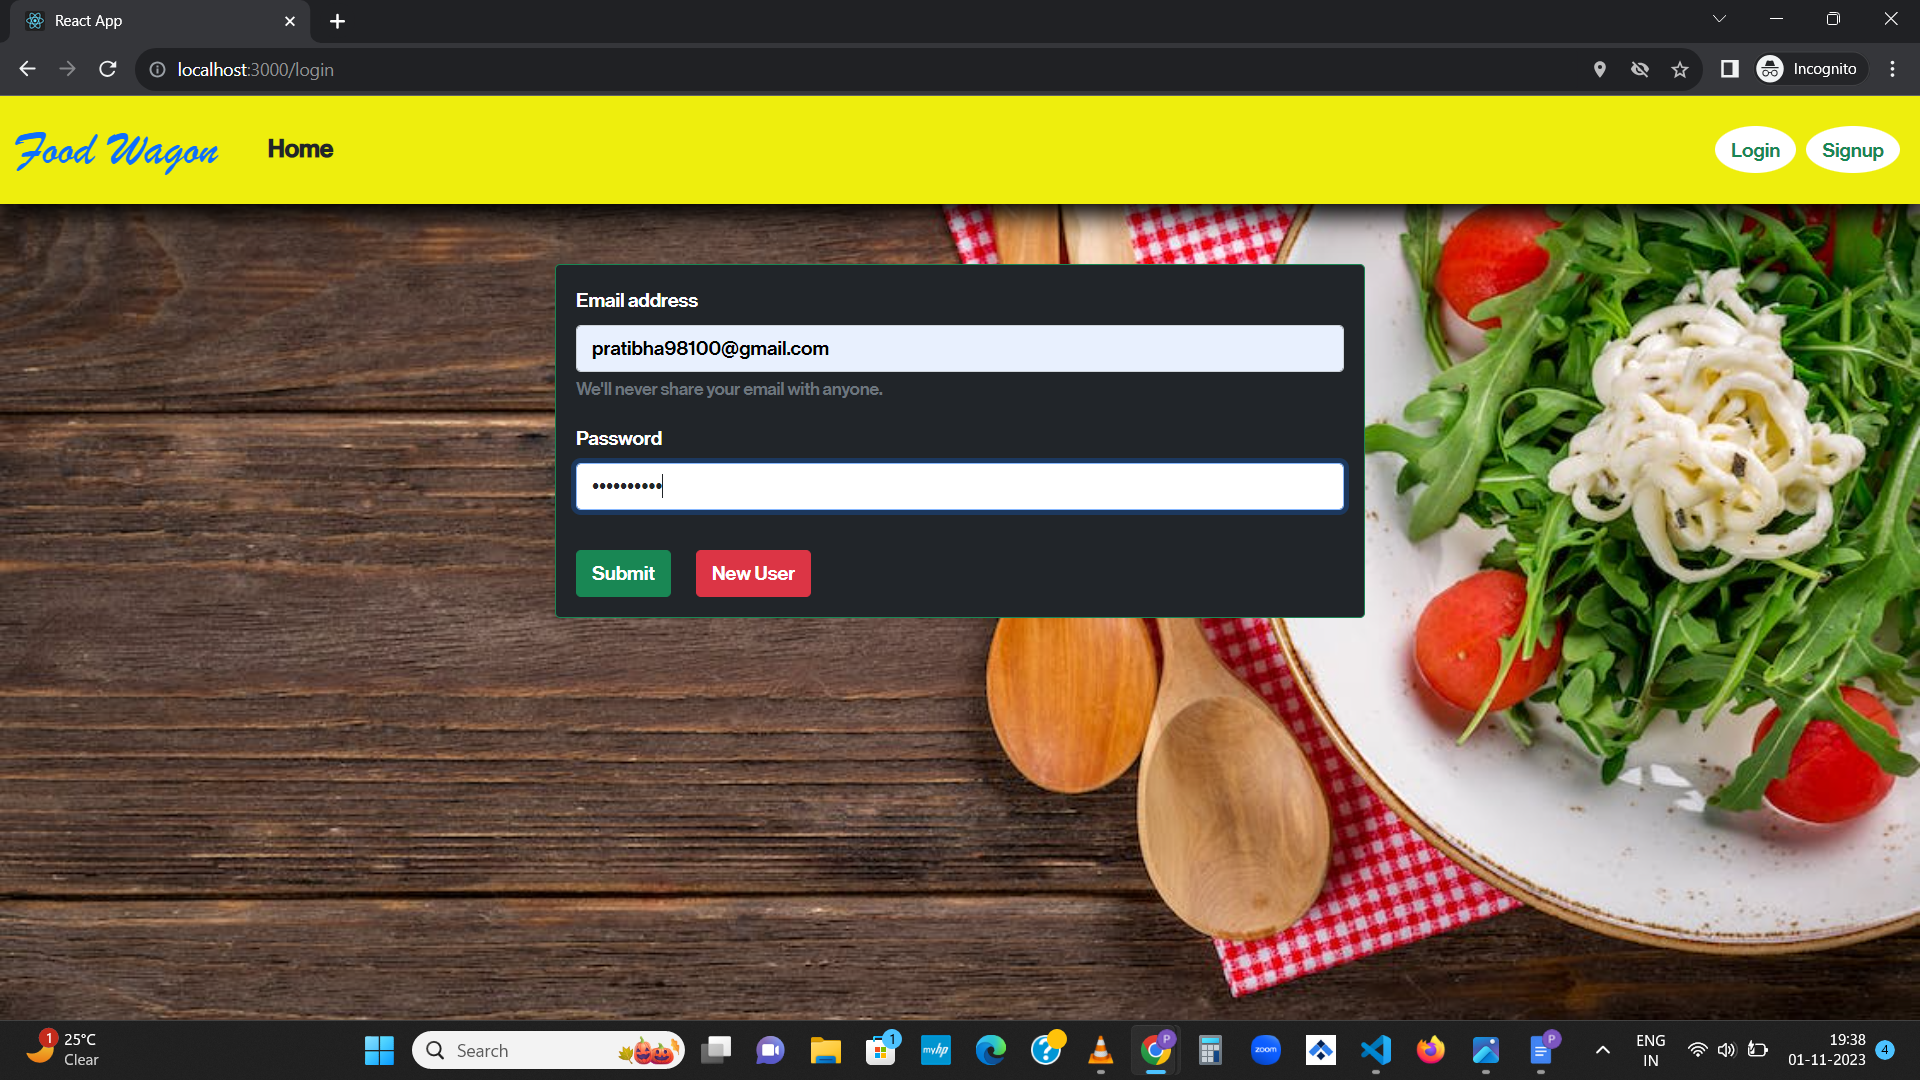 React App
localhost:3000/login
Incognito
Food Wagon
Home
Login
Signup
Email address
pratibha98100@gmail.com
We'll never share your email with anyone.
Password
••••••••••
Submit
New User
1
25°C
Clear
Search
1
myhp
zoom
P
P
ENG
IN
19:38
01-11-2023
4